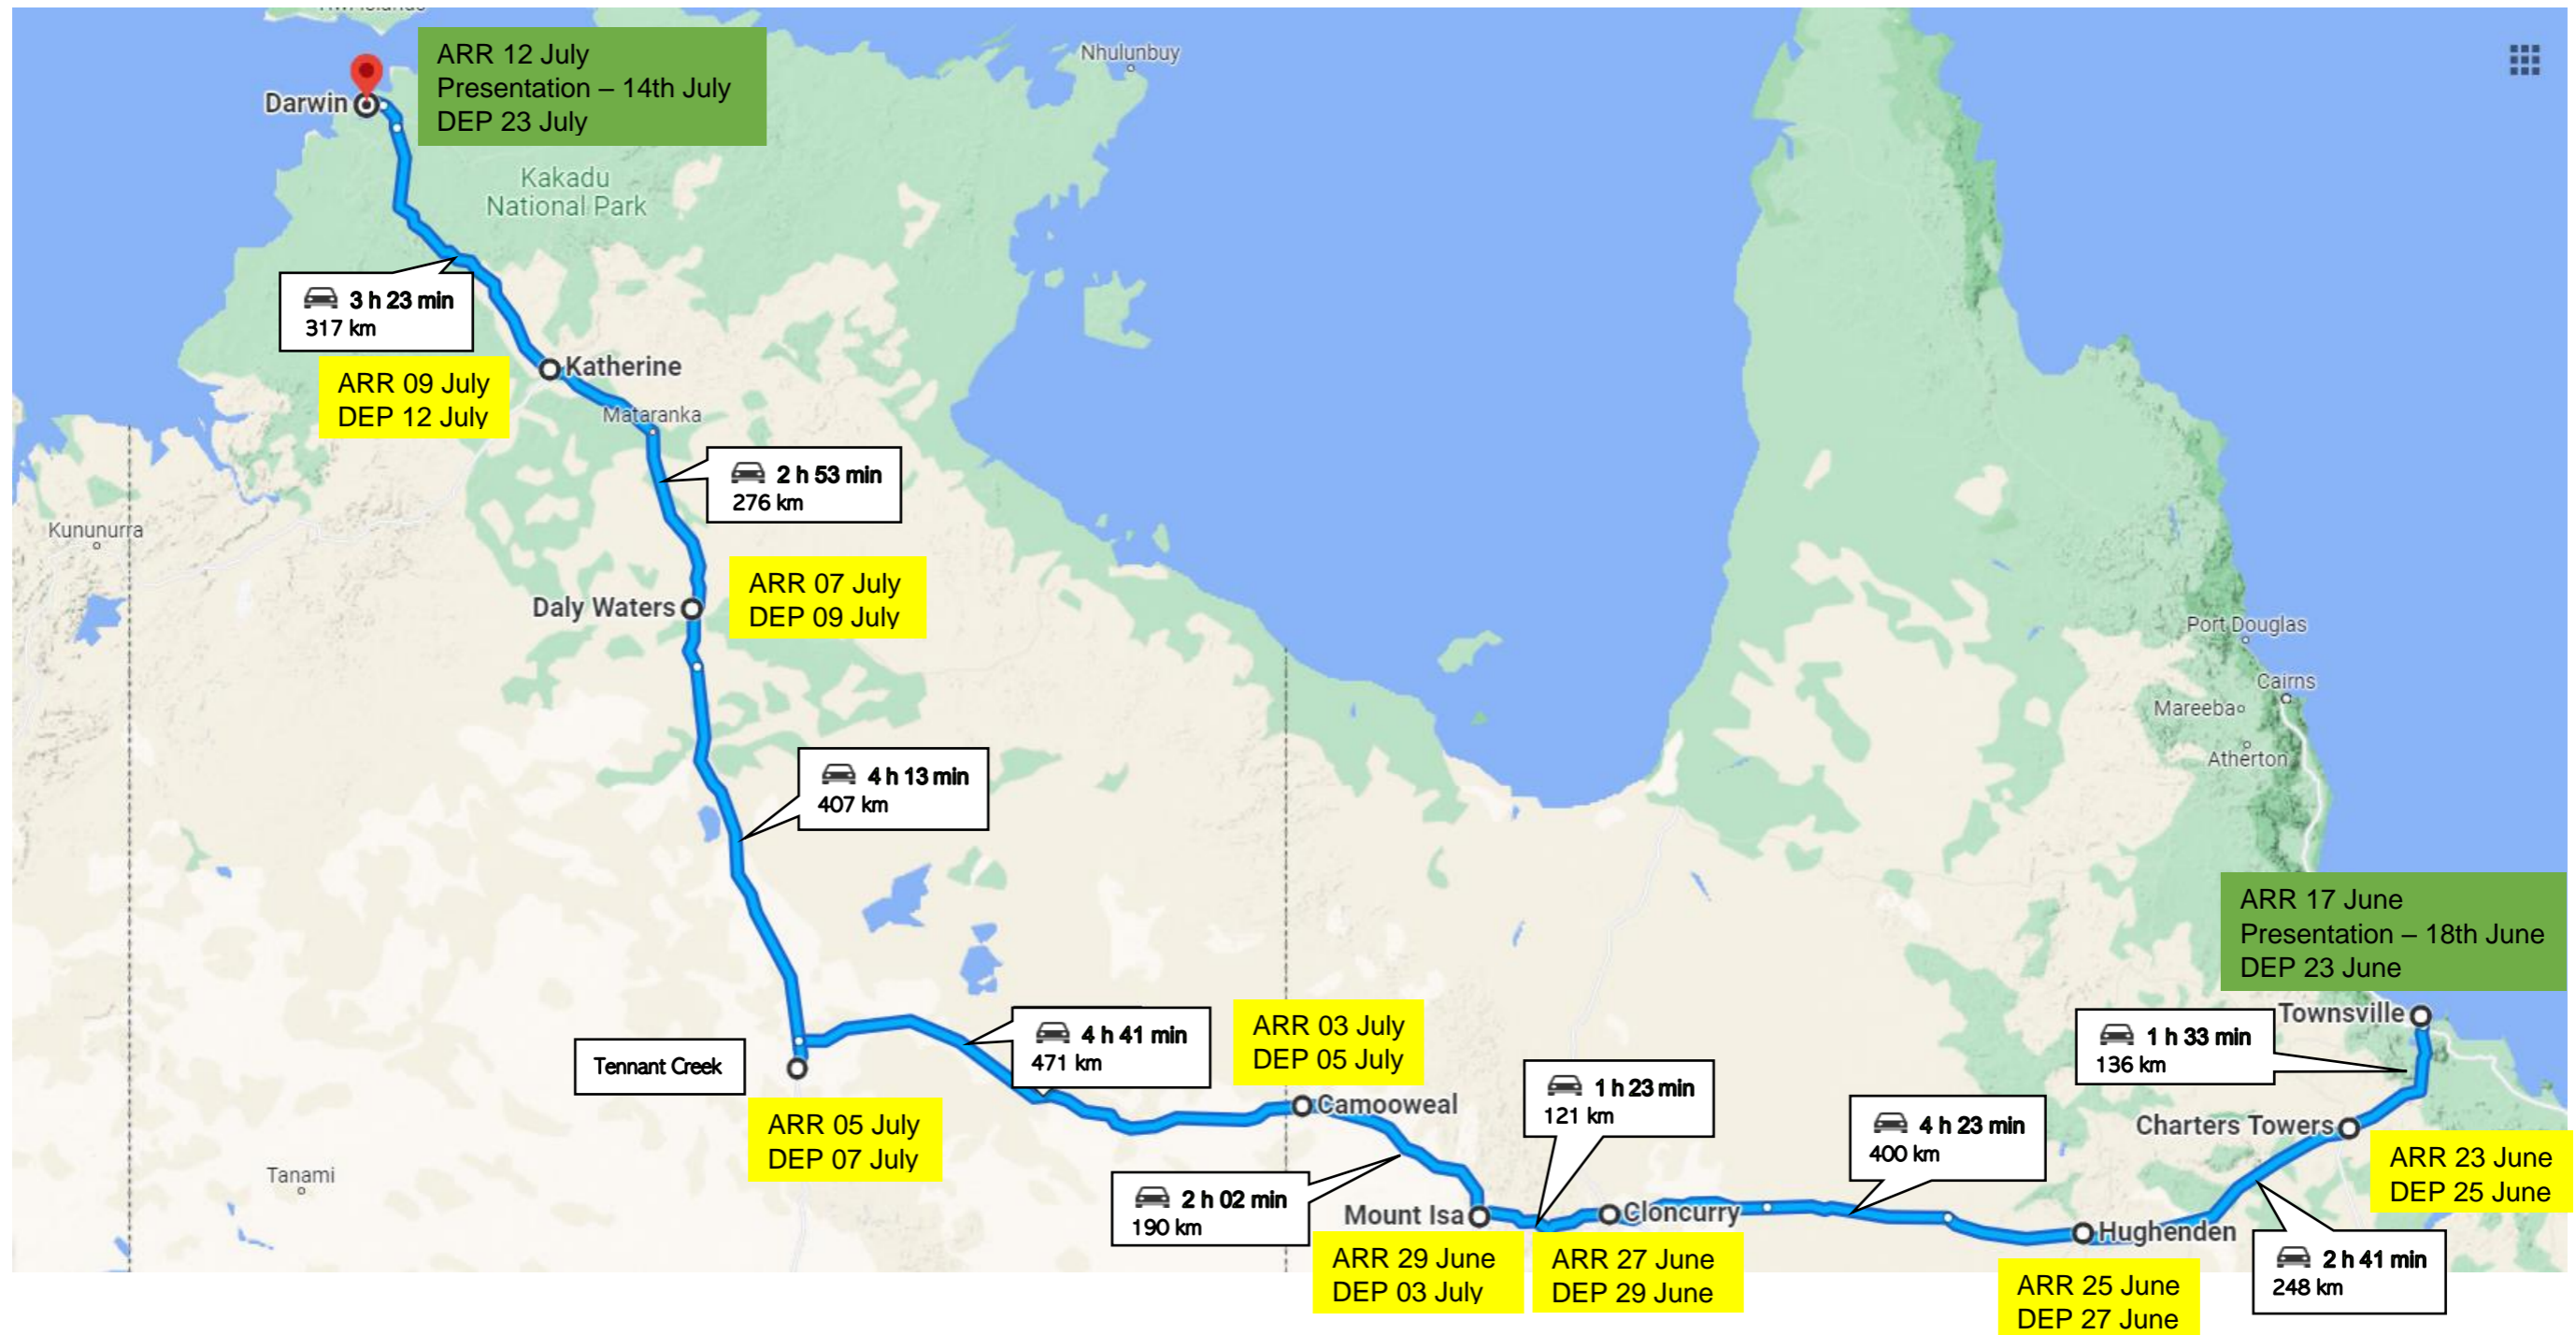 ARR 12 July
Presentation – 14th July
DEP 23 July
Nhulunbuy
Darwin
Kakadu
National Park
3 h 23 min
317 km
Katherine
ARR 09 July
DEP 12 July
Mataranka
2 h 53 min
276 km
Kununurra
ARR 07 July
DEP 09 July
Daly Waters
Port Douglas
Cairns
Mareeba
Atherton
4 h 13 min
407 km
ARR 17 June
Presentation – 18th June
DEP 23 June
Townsville
1 h 33 min
136 km
4 h 41 min
471 km
ARR 03 July
DEP 05 July
Tennant Creek
Camooweal
1 h 23 min
121 km
4 h 23 min
400 km
Charters Towers
ARR 05 July
DEP 07 July
ARR 23 June
DEP 25 June
Tanami
2 h 02 min
190 km
Mount Isa
Cloncurry
Hughenden
ARR 29 June
DEP 03 July
ARR 27 June
DEP 29 June
2 h 41 min
248 km
ARR 25 June
DEP 27 June